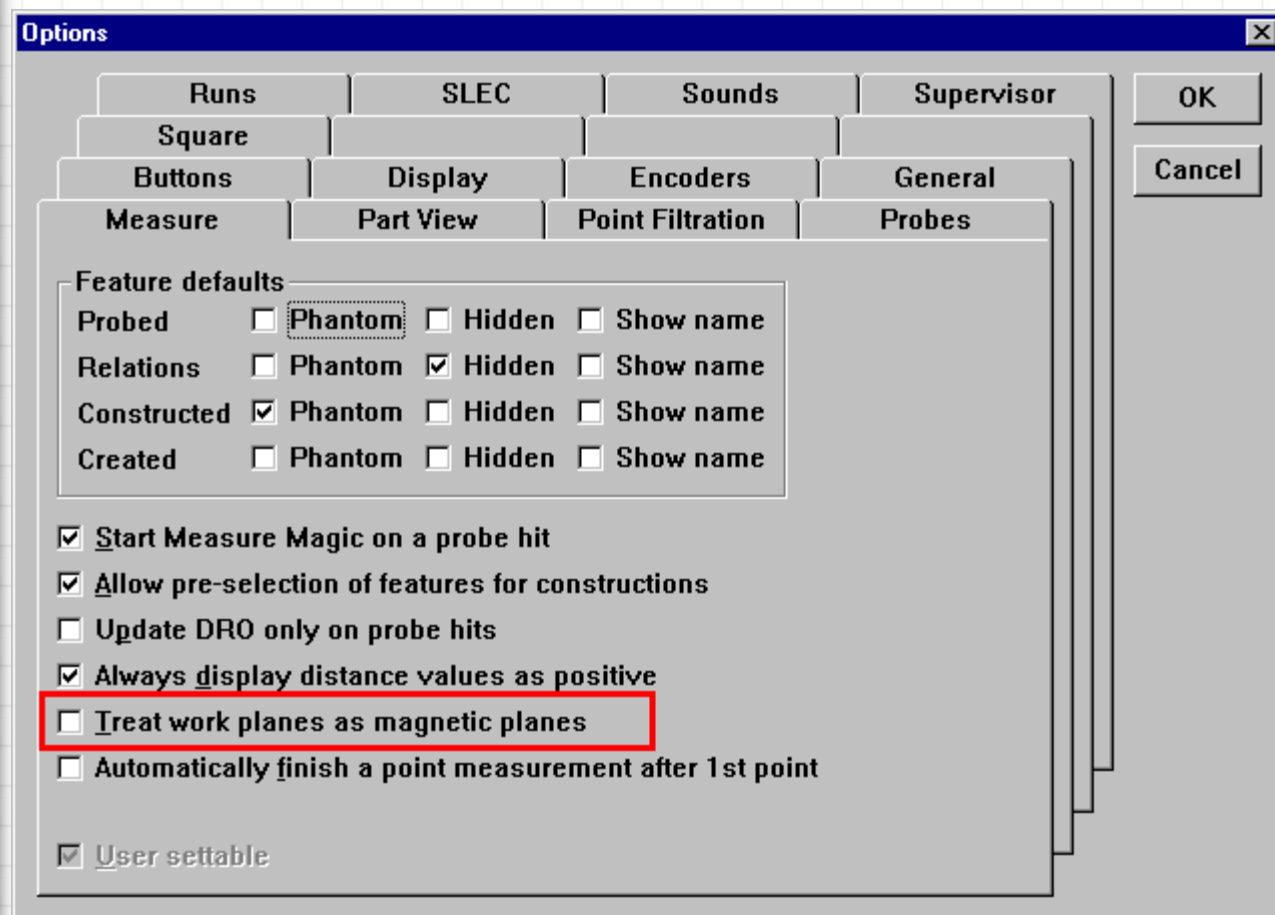 Options
OK
Cancel
Runs SLEC Sounds Supervisor
Square
Buttons Display Encoders General
Measure Part View Point Filtration Probes
Feature defaults
Probed Phantom Hidden Show name
Relations Phantom Hidden Show name
Constructed Phantom Hidden Show name
Created Phantom Hidden Show name
Start Measure Magic on a probe hit
Allow pre-selection of features for constructions
Update DRO only on probe hits
Always display distance values as positive
Treat work planes as magnetic planes
Automatically finish a point measurement after 1st point
User settable